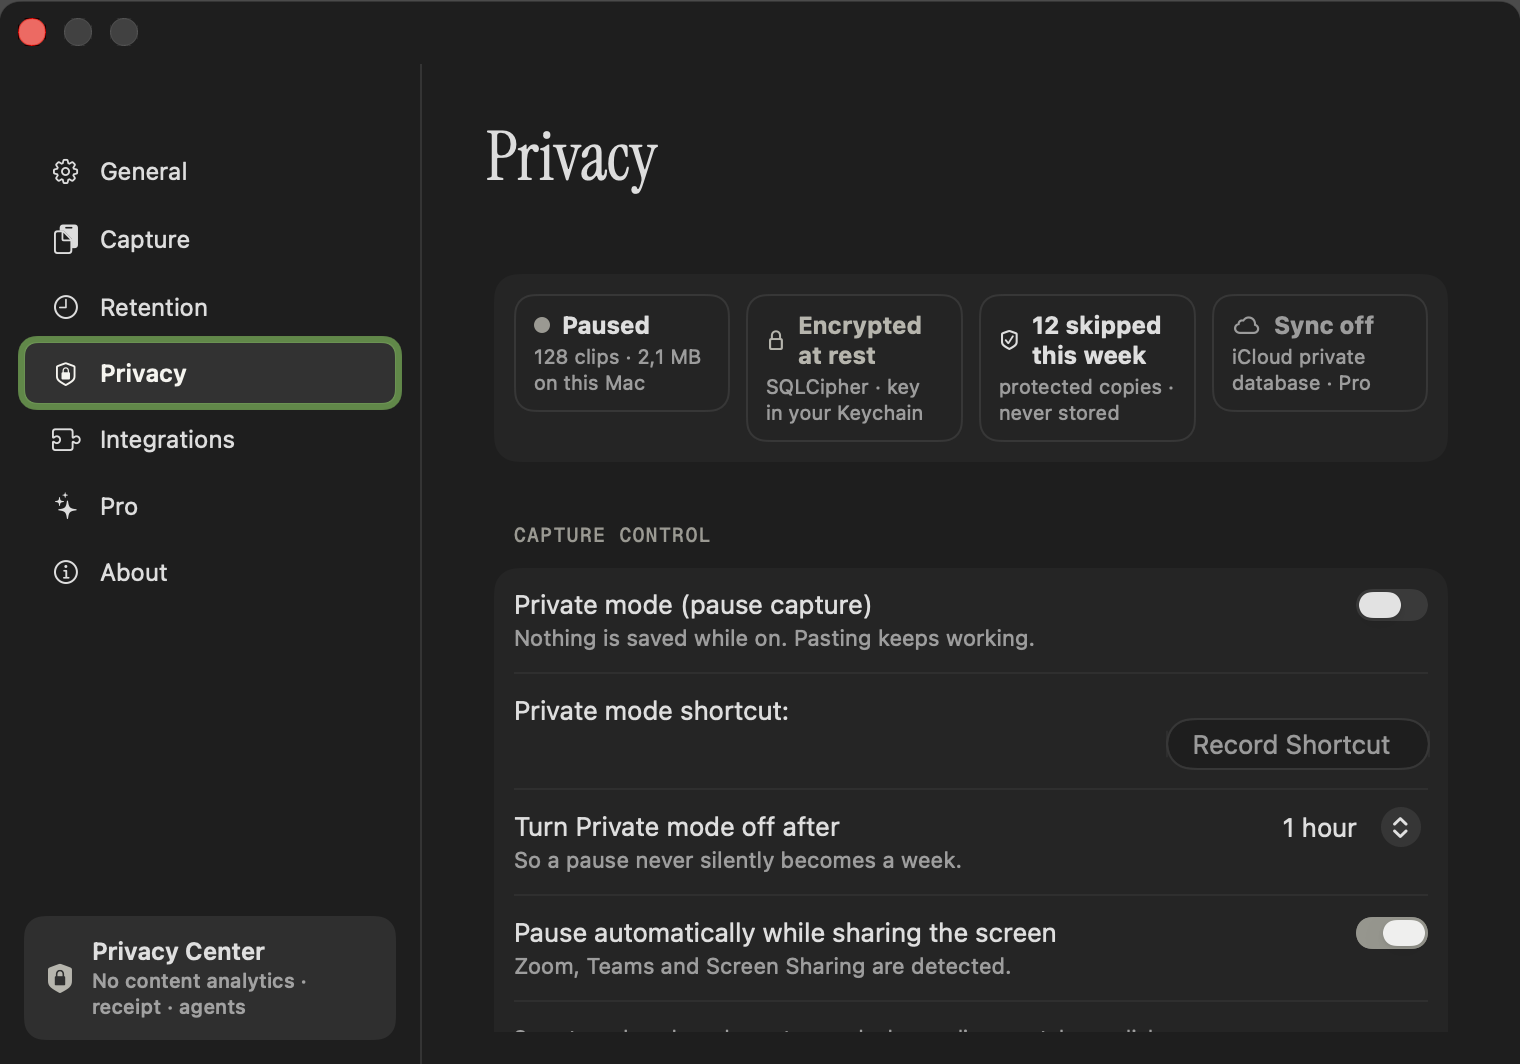 General
Capture
Retention
Privacy
Integrations
Pro
About
Privacy Center
No content analytics ·
receipt · agents
Privacy
Paused
128 clips · 2,1 MB
on this Mac
Encrypted
at rest
SQLCipher · key
in your Keychain
12 skipped
this week
protected copies ·
never stored
Sync off
iCloud private
database · Pro
CAPTURE CONTROL
Private mode (pause capture)
Nothing is saved while on. Pasting keeps working.
Private mode shortcut:
Record Shortcut
Turn Private mode off after
1 hour
So a pause never silently becomes a week.
Pause automatically while sharing the screen
Zoom, Teams and Screen Sharing are detected.